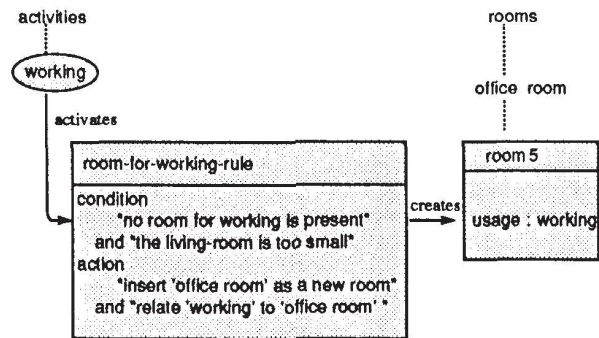 activities
working
activates
room-for-working-rule
condition
"no room for working is present"
and "the living-room is too small"
action
"insert 'office room' as a new room"
and "relate 'working' to 'office room' "
creates
rooms
office room
room 5
usage : working